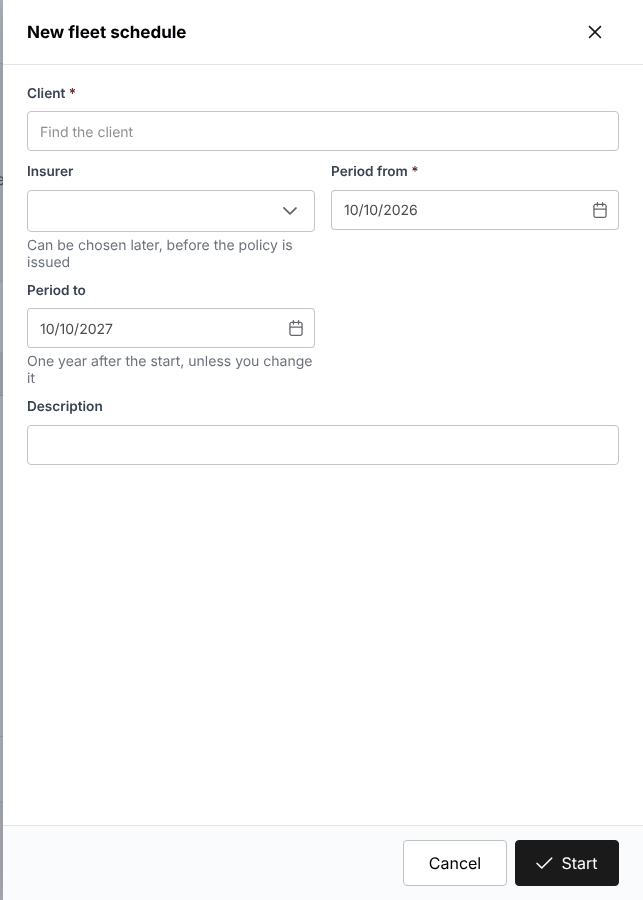 New fleet schedule
Client *
Find the client
Insurer
Period from *
10/10/2026
Can be chosen later, before the policy is
issued
Period to
10/10/2027
One year after the start, unless you change
it
Description
Cancel
Start